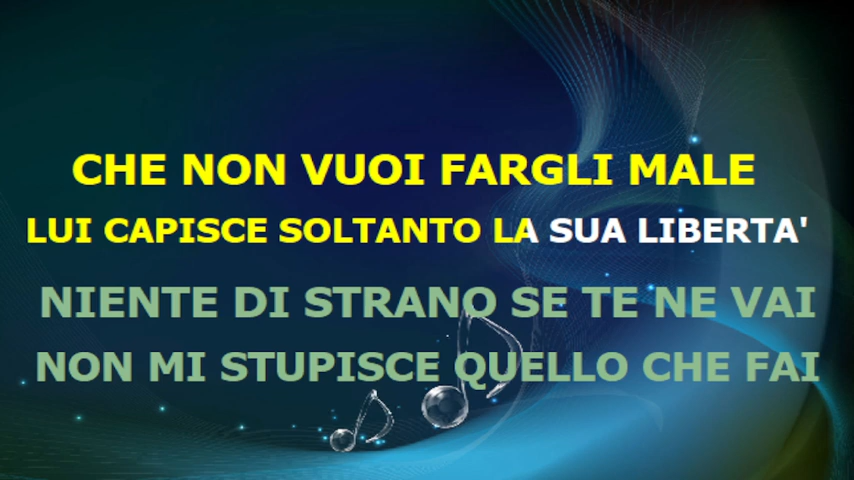 CHE NON VUOI FARGLI MALE
LUI CAPISCE SOLTANTO LA SUA LIBERTA'
NIENTE DI STRANO SE TE NE VAI
NON MI STUPISCE QUELLO CHE FAI